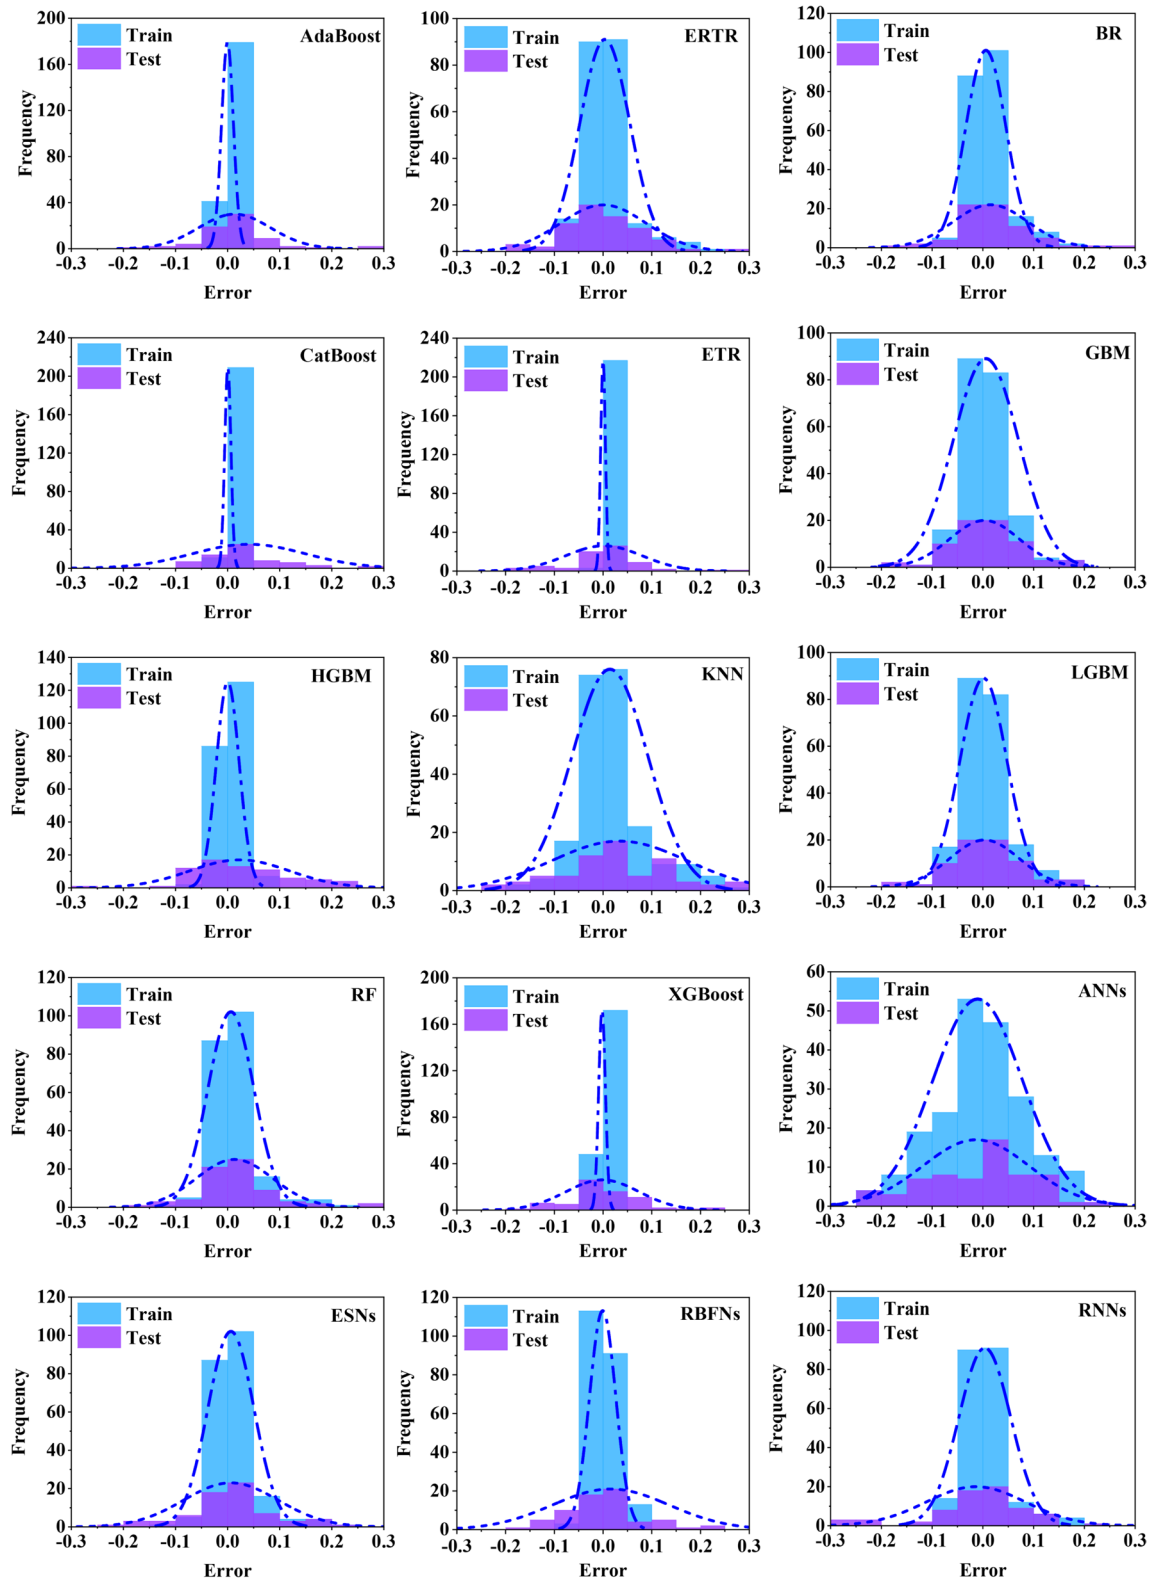 200
160
120
80
40
0
Train
Test
AdaBoost
Frequency
-0.3 -0.2 -0.1 0.0 0.1 0.2 0.3
Error
100
80
60
40
20
0
Train
Test
ERTR
Frequency
-0.3 -0.2 -0.1 0.0 0.1 0.2 0.3
Error
120
100
80
60
40
20
0
Train
Test
BR
Frequency
-0.3 -0.2 -0.1 0.0 0.1 0.2 0.3
Error
240
200
160
120
80
40
0
Train
Test
CatBoost
Frequency
-0.3 -0.2 -0.1 0.0 0.1 0.2 0.3
Error
240
200
160
120
80
40
0
Train
Test
ETR
Frequency
-0.3 -0.2 -0.1 0.0 0.1 0.2 0.3
Error
100
80
60
40
20
0
Train
Test
GBM
Frequency
-0.3 -0.2 -0.1 0.0 0.1 0.2 0.3
Error
140
120
100
80
60
40
20
0
Train
Test
HGBM
Frequency
-0.3 -0.2 -0.1 0.0 0.1 0.2 0.3
Error
80
60
40
20
0
Train
Test
KNN
Frequency
-0.3 -0.2 -0.1 0.0 0.1 0.2 0.3
Error
100
80
60
40
20
0
Train
Test
LGBM
Frequency
-0.3 -0.2 -0.1 0.0 0.1 0.2 0.3
Error
120
100
80
60
40
20
0
Train
Test
RF
Frequency
-0.3 -0.2 -0.1 0.0 0.1 0.2 0.3
Error
200
160
120
80
40
0
Train
Test
XGBoost
Frequency
-0.3 -0.2 -0.1 0.0 0.1 0.2 0.3
Error
60
50
40
30
20
10
0
Train
Test
ANNs
Frequency
-0.3 -0.2 -0.1 0.0 0.1 0.2 0.3
Error
120
100
80
60
40
20
0
Train
Test
ESNs
Frequency
-0.3 -0.2 -0.1 0.0 0.1 0.2 0.3
Error
120
100
80
60
40
20
0
Train
Test
RBFNs
Frequency
-0.3 -0.2 -0.1 0.0 0.1 0.2 0.3
Error
120
100
80
60
40
20
0
Train
Test
RNNs
Frequency
-0.3 -0.2 -0.1 0.0 0.1 0.2 0.3
Error